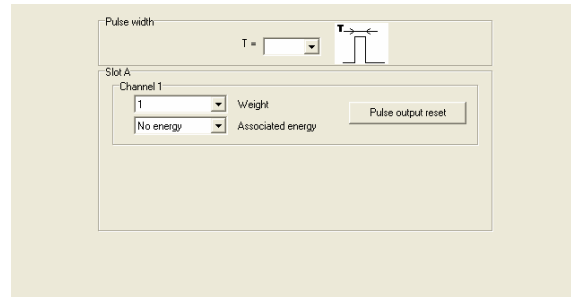 Pulse width
T =
T
Slot A
Channel 1
1 Weight
No energy Associated energy
Pulse output reset